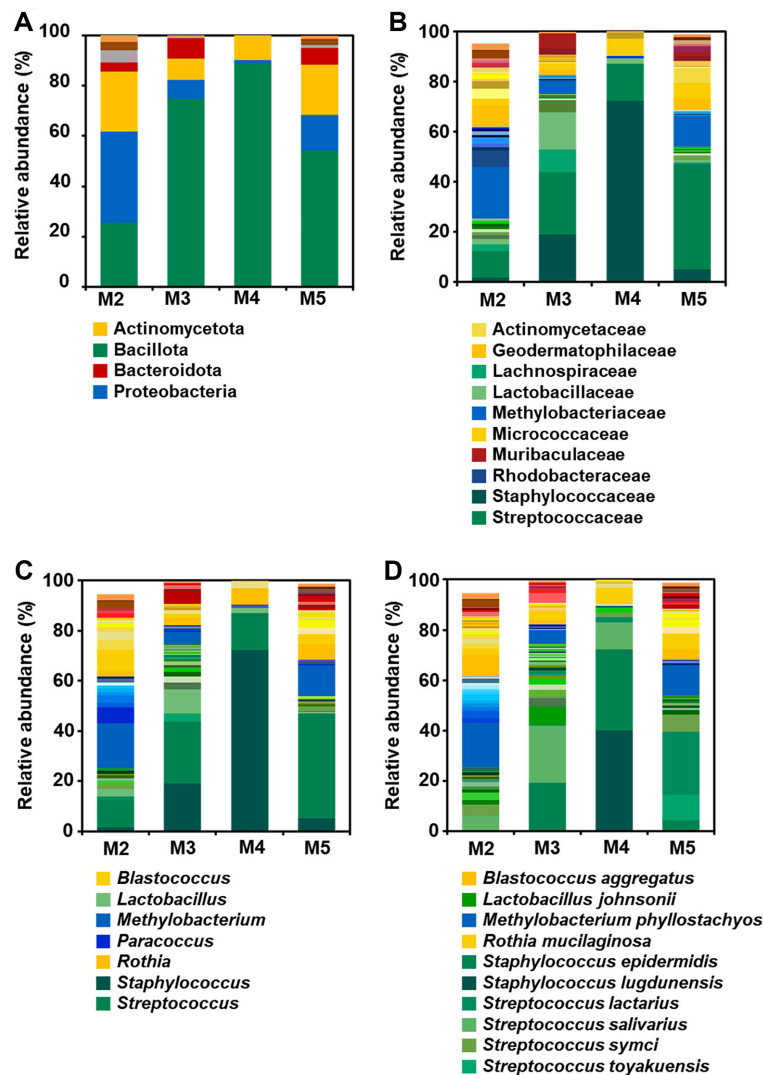 A
B
Relative abundance (%)
100
80
60
40
20
0
M2 M3 M4 M5
Actinomycetota
Bacillota
Bacteroidota
Proteobacteria
Relative abundance (%)
100
80
60
40
20
0
M2 M3 M4 M5
Actinomycetaceae
Geodermatophilaceae
Lachnospiraceae
Lactobacillaceae
Methylobacteriaceae
Micrococcaceae
Muribaculaceae
Rhodobacteraceae
Staphylococcaceae
Streptococcaceae
C
D
Relative abundance (%)
100
80
60
40
20
0
M2 M3 M4 M5
Blastococcus
Lactobacillus
Methylobacterium
Paracoccus
Rothia
Staphylococcus
Streptococcus
Relative abundance (%)
100
80
60
40
20
0
M2 M3 M4 M5
Blastococcus aggregatus
Lactobacillus johnsonii
Methylobacterium phyllostachyos
Rothia mucilaginosa
Staphylococcus epidermidis
Staphylococcus lugdunensis
Streptococcus lactarius
Streptococcus salivarius
Streptococcus symci
Streptococcus toyakuensis